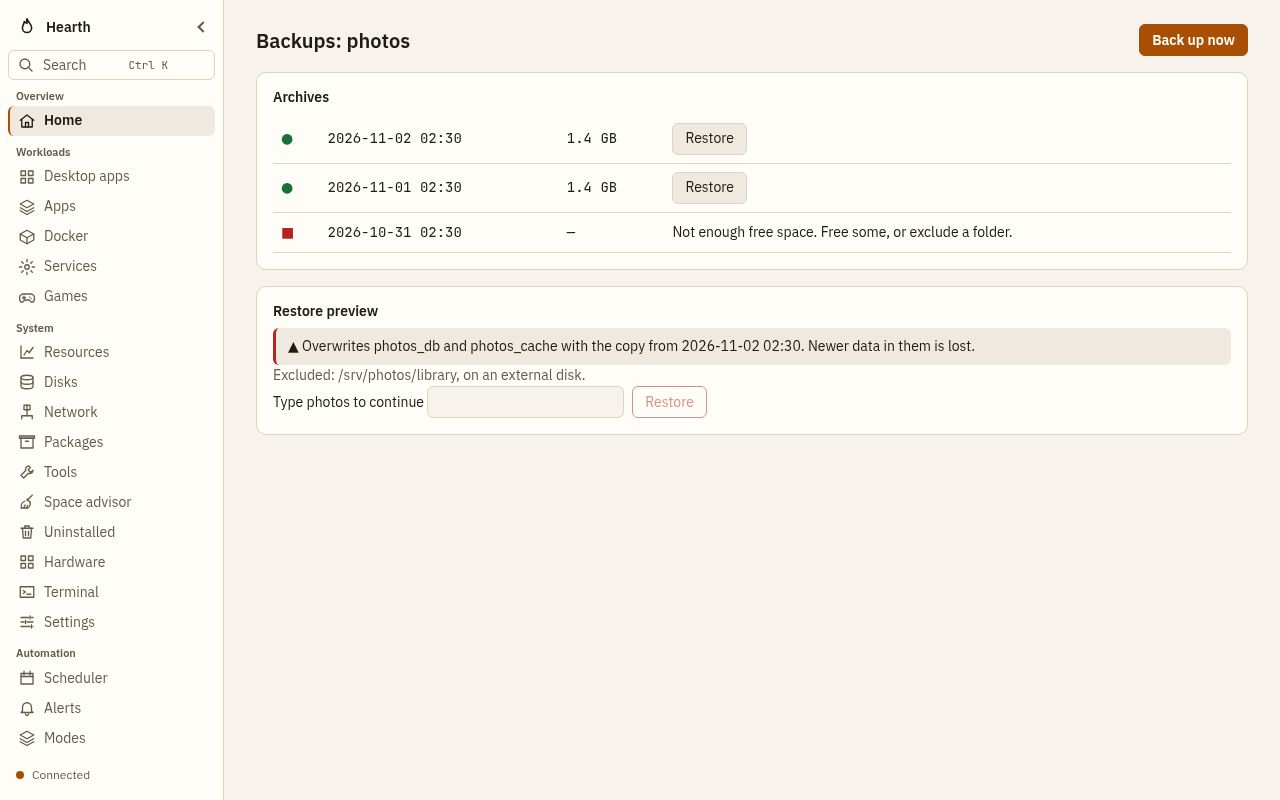 Hearth
Search Ctrl K
Overview
Home
Workloads
Desktop apps
Apps
Docker
Services
Games
System
Resources
Disks
Network
Packages
Tools
Space advisor
Uninstalled
Hardware
Terminal
Settings
Automation
Scheduler
Alerts
Modes
Connected
Backups: photos
Back up now
Archives
2026-11-02 02:30 1.4 GB Restore
2026-11-01 02:30 1.4 GB Restore
2026-10-31 02:30 — Not enough free space. Free some, or exclude a folder.
Restore preview
▲ Overwrites photos_db and photos_cache with the copy from 2026-11-02 02:30. Newer data in them is lost.
Excluded: /srv/photos/library, on an external disk.
Type photos to continue Restore